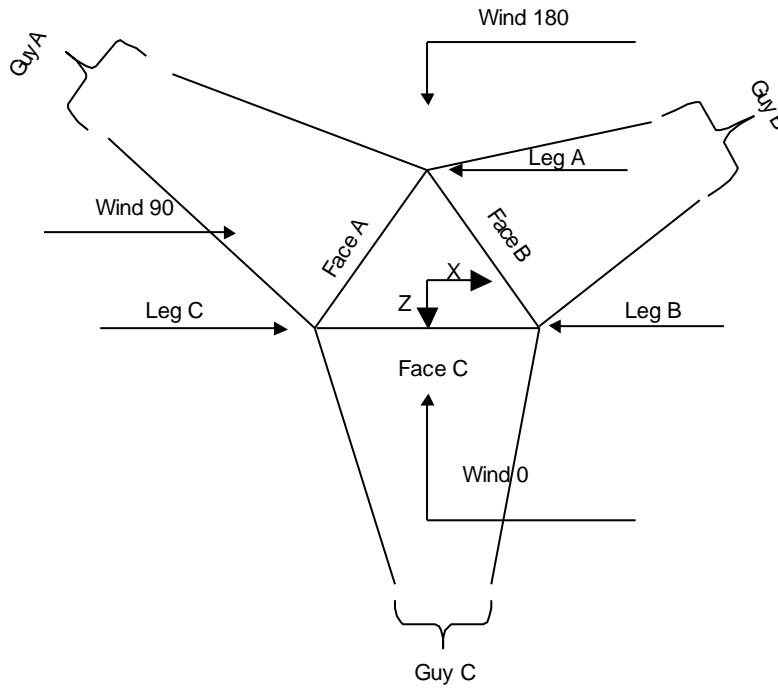 Wind 180
Guy A
Guy B
Leg A
Wind 90
Face A
Face B
X
Z
Leg C
Leg B
Face C
Wind 0
Guy C